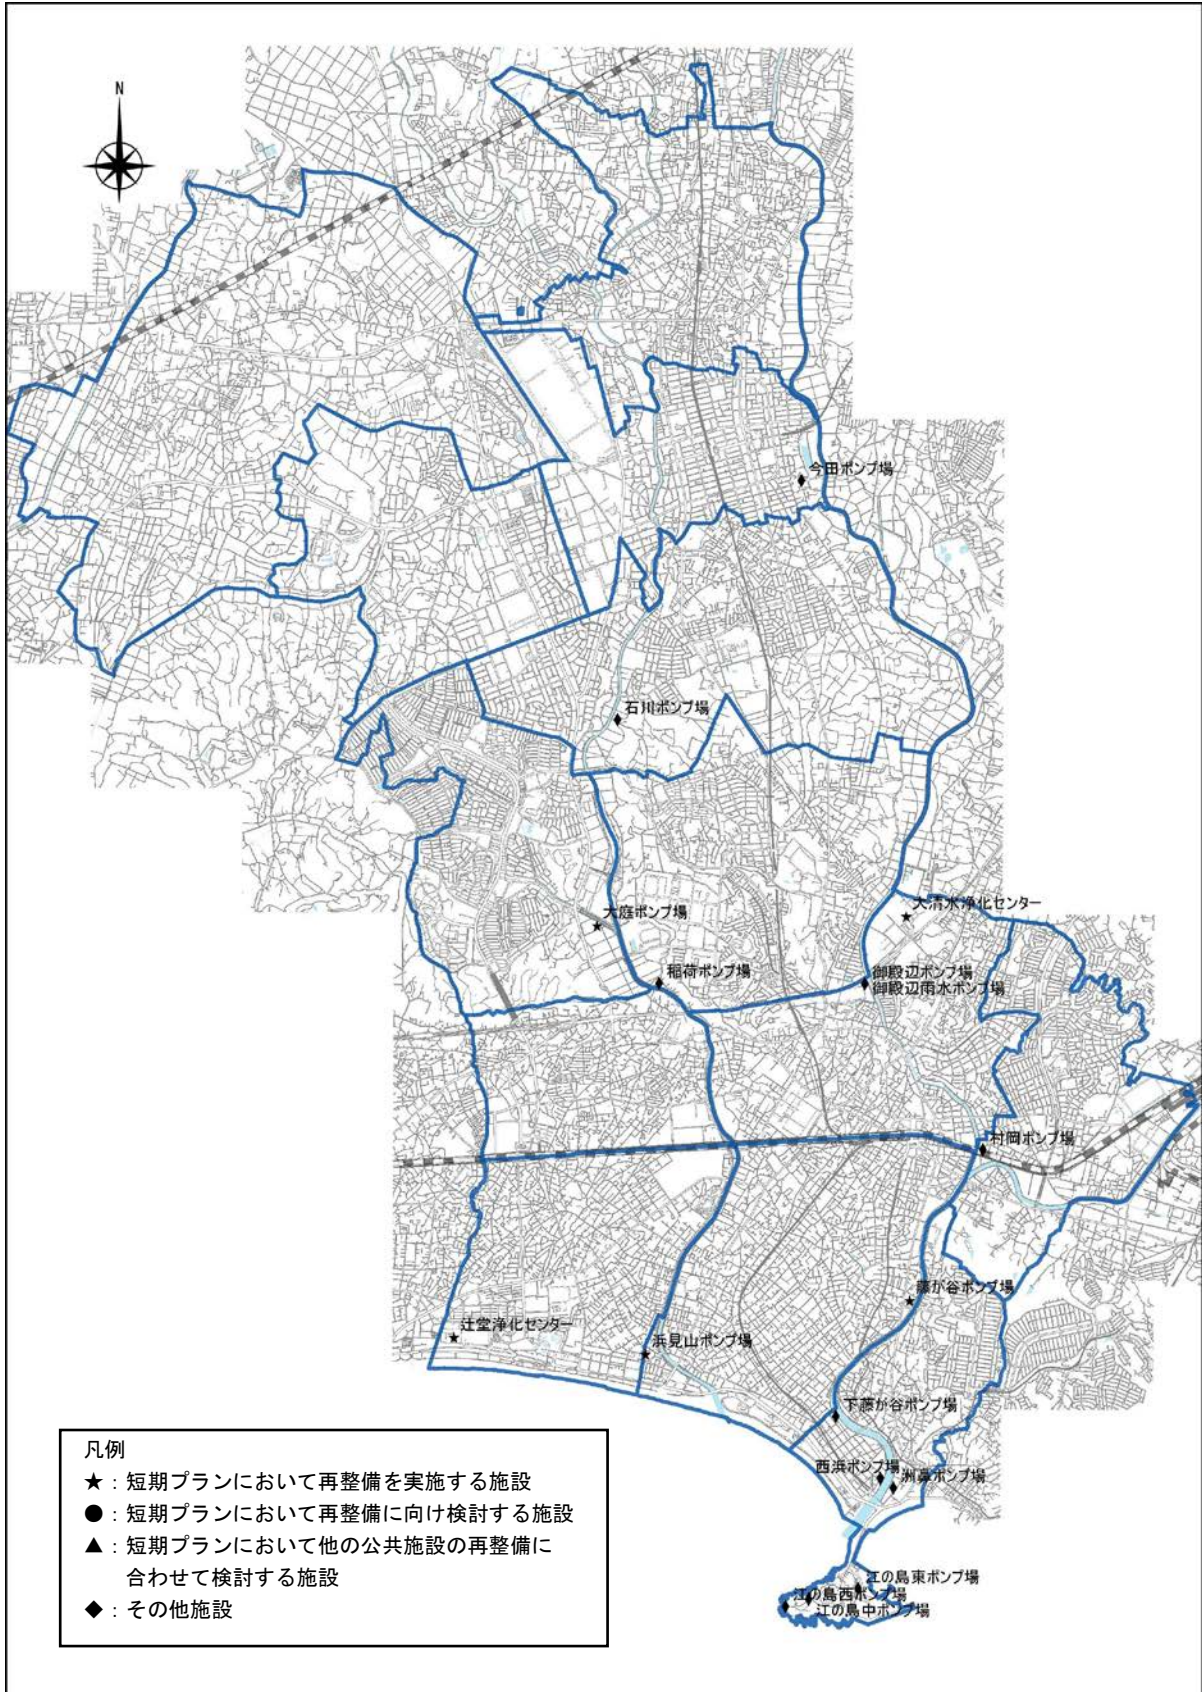 N
今田ポンプ場
石川ポンプ場
大庭ポンプ場
大清水浄化センター
稲荷ポンプ場
御殿辺ポンプ場
御殿辺雨水ポンプ場
村岡ポンプ場
藤が谷ポンプ場
辻堂浄化センター
浜見山ポンプ場
下藤が谷ポンプ場
西浜ポンプ場
洲鼻ポンプ場
江の島東ポンプ場
江の島西ポンプ場
江の島中ポンプ場
凡例
★：短期プランにおいて再整備を実施する施設
●：短期プランにおいて再整備に向け検討する施設
▲：短期プランにおいて他の公共施設の再整備に
合わせて検討する施設
◆：その他施設